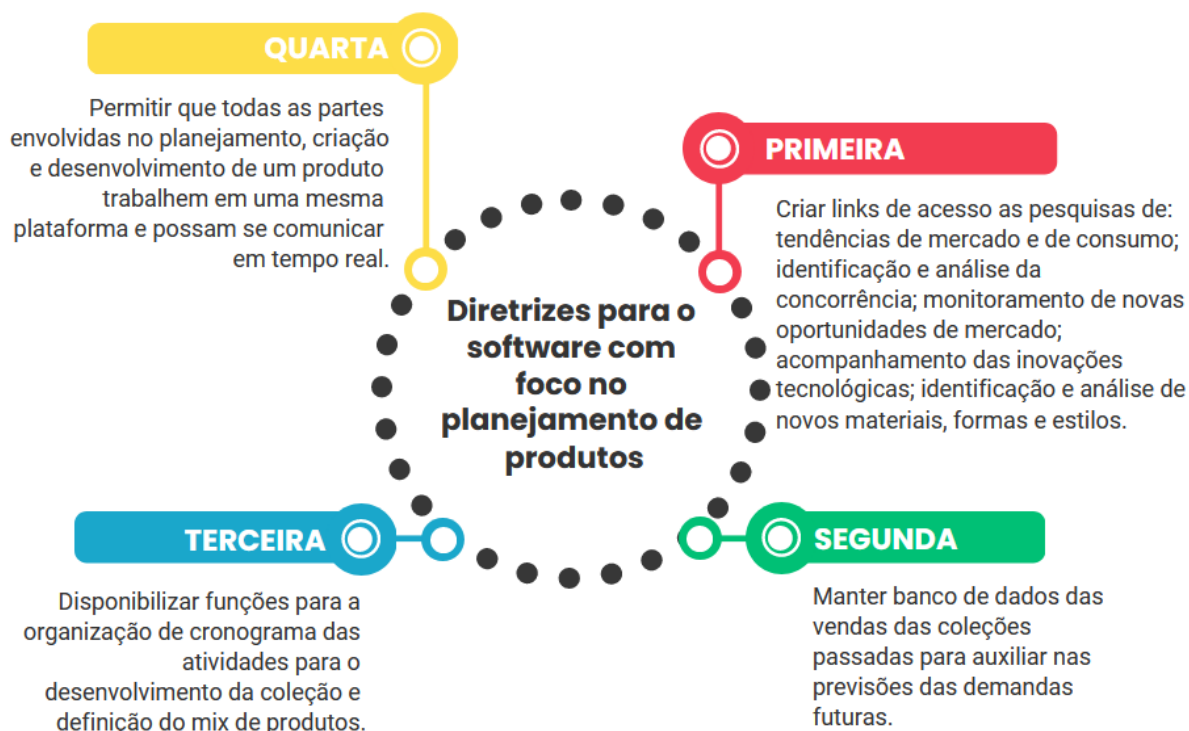 Diretrizes para o
software com
foco no
planejamento de
produtos
PRIMEIRA
Criar links de acesso as pesquisas de:
tendências de mercado e de consumo;
identificação e análise da
concorrência; monitoramento de novas
oportunidades de mercado;
acompanhamento das inovações
tecnológicas; identificação e análise de
novos materiais, formas e estilos.
SEGUNDA
Manter banco de dados das
vendas das coleções
passadas para auxiliar nas
previsões das demandas
futuras.
TERCEIRA
Disponibilizar funções para a
organização de cronograma das
atividades para o
desenvolvimento da coleção e
definição do mix de produtos.
QUARTA
Permitir que todas as partes
envolvidas no planejamento, criação
e desenvolvimento de um produto
trabalhem em uma mesma
plataforma e possam se comunicar
em tempo real.